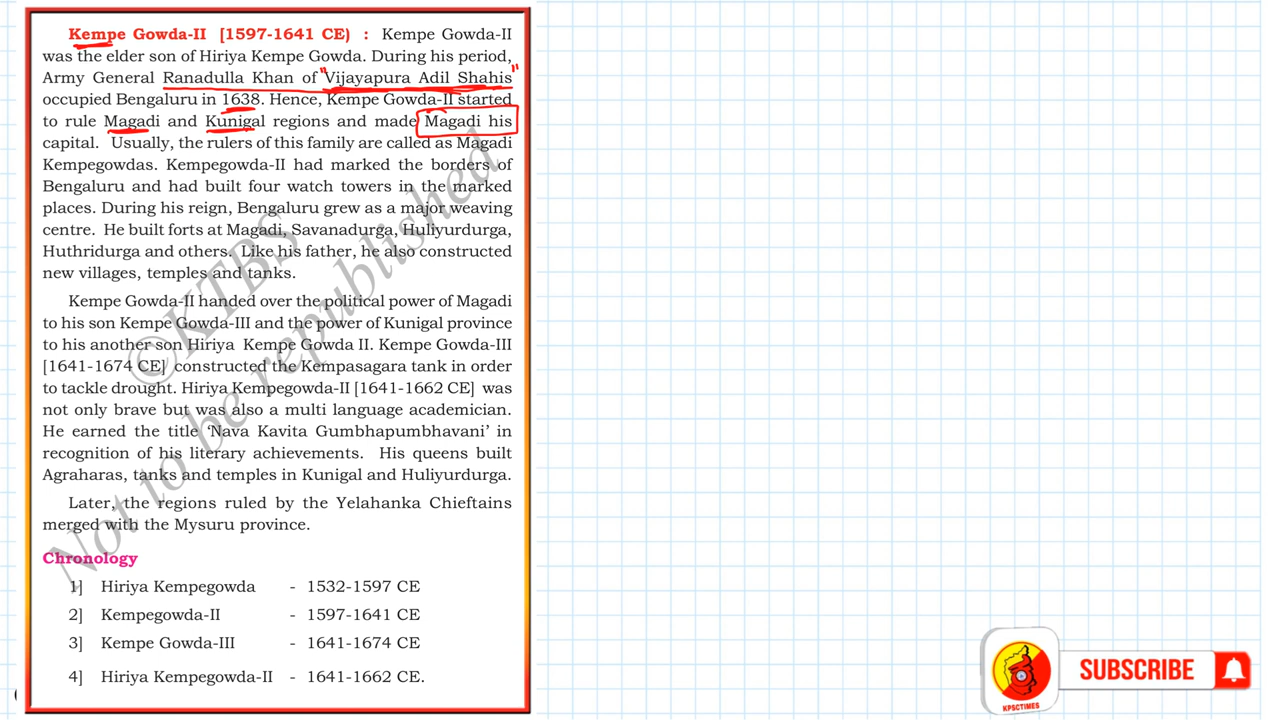 Kempe Gowda-II [1597-1641 CE) : Kempe Gowda-II
was the elder son of Hiriya Kempe Gowda. During his period,
Army General Ranadulla Khan of "Vijayapura Adil Shahis"
occupied Bengaluru in 1638. Hence, Kempe Gowda-II started
to rule Magadi and Kunigal regions and made Magadi his
capital. Usually, the rulers of this family are called as Magadi
Kempegowdas. Kempegowda-II had marked the borders of
Bengaluru and had built four watch towers in the marked
places. During his reign, Bengaluru grew as a major weaving
centre. He built forts at Magadi, Savanadurga, Huliyurdurga,
Huthridurga and others. Like his father, he also constructed
new villages, temples and tanks.
Kempe Gowda-II handed over the political power of Magadi
to his son Kempe Gowda-III and the power of Kunigal province
to his another son Hiriya Kempe Gowda II. Kempe Gowda-III
[1641-1674 CE] constructed the Kempasagara tank in order
to tackle drought. Hiriya Kempegowda-II [1641-1662 CE] was
not only brave but was also a multi language academician.
He earned the title ‘Nava Kavita Gumbhapumbhavani’ in
recognition of his literary achievements. His queens built
Agraharas, tanks and temples in Kunigal and Huliyurdurga.
Later, the regions ruled by the Yelahanka Chieftains
merged with the Mysuru province.
Chronology
1] Hiriya Kempegowda - 1532-1597 CE
2] Kempegowda-II - 1597-1641 CE
3] Kempe Gowda-III - 1641-1674 CE
4] Hiriya Kempegowda-II - 1641-1662 CE.
©KTBS
Not to be republished
KPSCTIMES
SUBSCRIBE